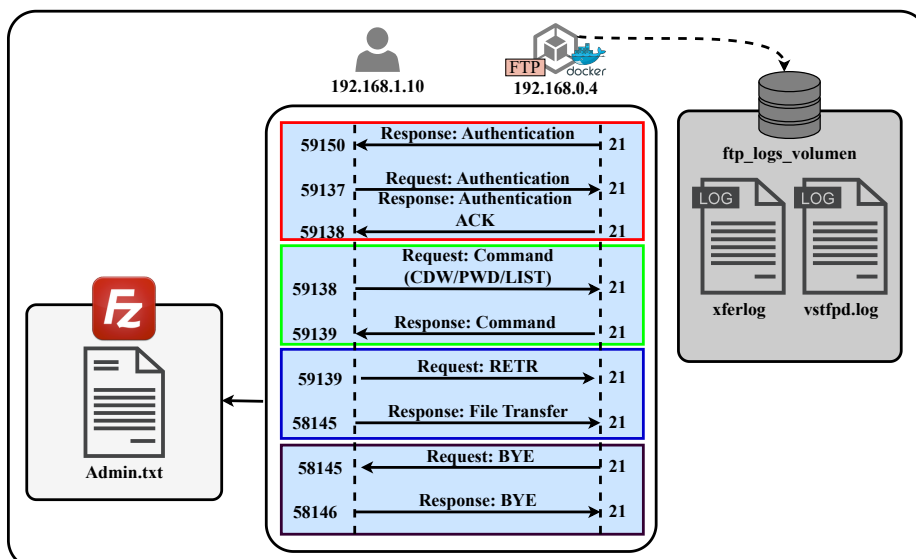 FTP
docker
192.168.1.10
192.168.0.4
Response: Authentication
59150
21
Request: Authentication
59137
21
Response: Authentication
ACK
59138
21
Request: Command
(CDW/PWD/LIST)
59138
21
Response: Command
59139
21
Request: RETR
59139
21
Response: File Transfer
58145
21
Request: BYE
58145
21
Response: BYE
58146
21
ftp_logs_volumen
LOG
LOG
xferlog
vstfpd.log
Fz
Admin.txt